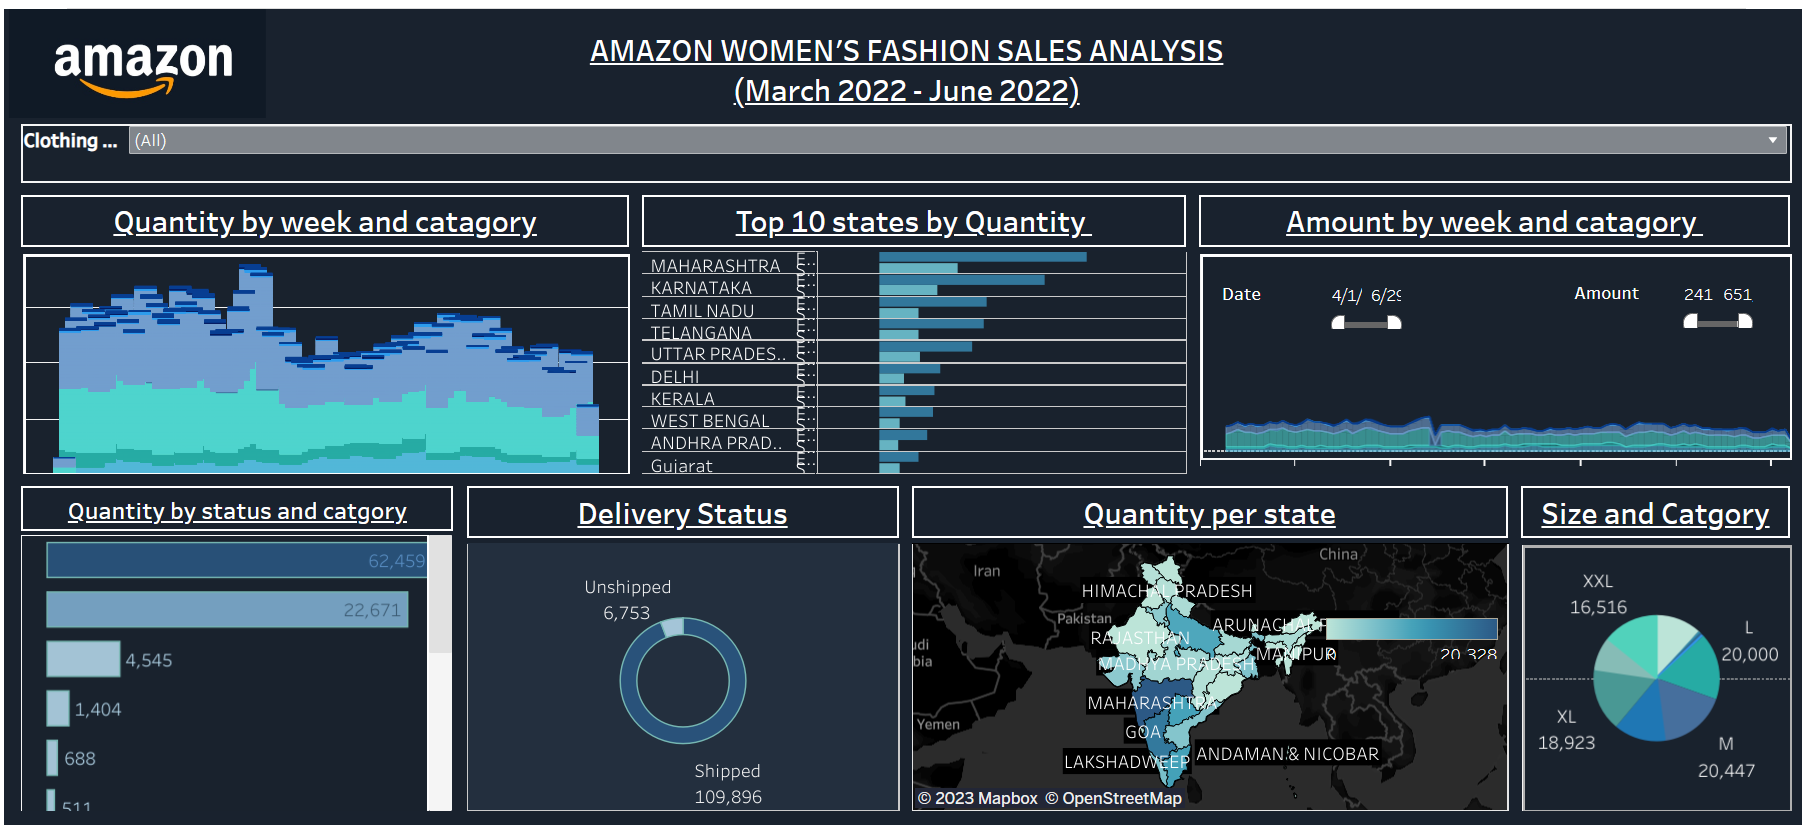 amazon
AMAZON WOMEN’S FASHION SALES ANALYSIS
(March 2022 - June 2022)
Clothing ...
(All)
Quantity by week and catagory
Top 10 states by Quantity
Amount by week and catagory
MAHARASHTRA
KARNATAKA
TAMIL NADU
TELANGANA
UTTAR PRADES..
DELHI
KERALA
WEST BENGAL
ANDHRA PRAD..
Gujarat
Date
4/1/ 6/29
Amount
241 651
Quantity by status and catgory
Delivery Status
Quantity per state
Size and Catgory
62,459
22,671
4,545
1,404
688
511
Unshipped
6,753
Shipped
109,896
China
Iran
Pakistan
Yemen
HIMACHAL PRADESH
ARUNACHAL P
RAJASTHAN
MANIPUR
MADHYA PRADESH
MAHARASHTRA
GOA
LAKSHADWEEP
ANDAMAN & NICOBAR
20,328
© 2023 Mapbox © OpenStreetMap
XXL
16,516
L
20,000
XL
18,923
M
20,447